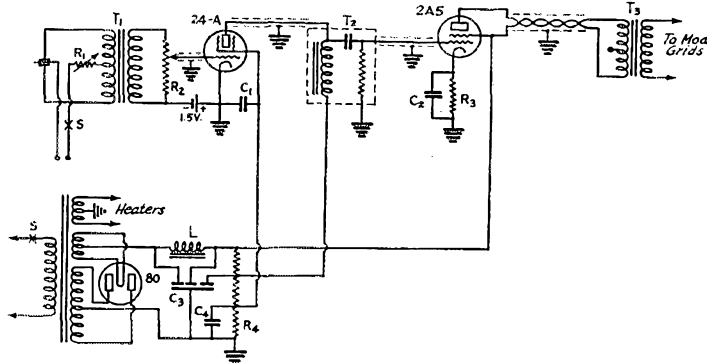 T1
24-A
T2
2A5
T3
R1
R2
C1
1.5V.
+
S
C2
R3
To Mod
Grids
S
Heaters
L
80
C3
C4
R4